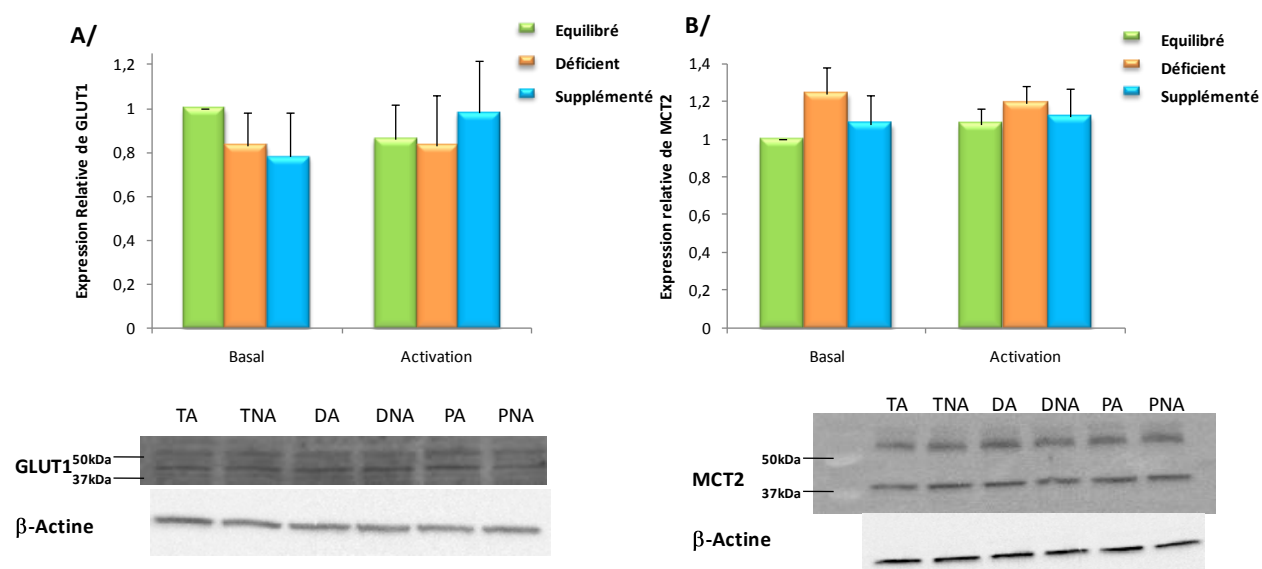 A/
Equilibré
Déficient
Supplémenté
Expression Relative de GLUT1
1,2
1
0,8
0,6
0,4
0,2
0
Basal
Activation
TA TNA DA DNA PA PNA
GLUT1
50kDa
37kDa
β-Actine
B/
Equilibré
Déficient
Supplémenté
Expression relative de MCT2
1,4
1,2
1
0,8
0,6
0,4
0,2
0
Basal
Activation
TA TNA DA DNA PA PNA
50kDa
MCT2
37kDa
β-Actine